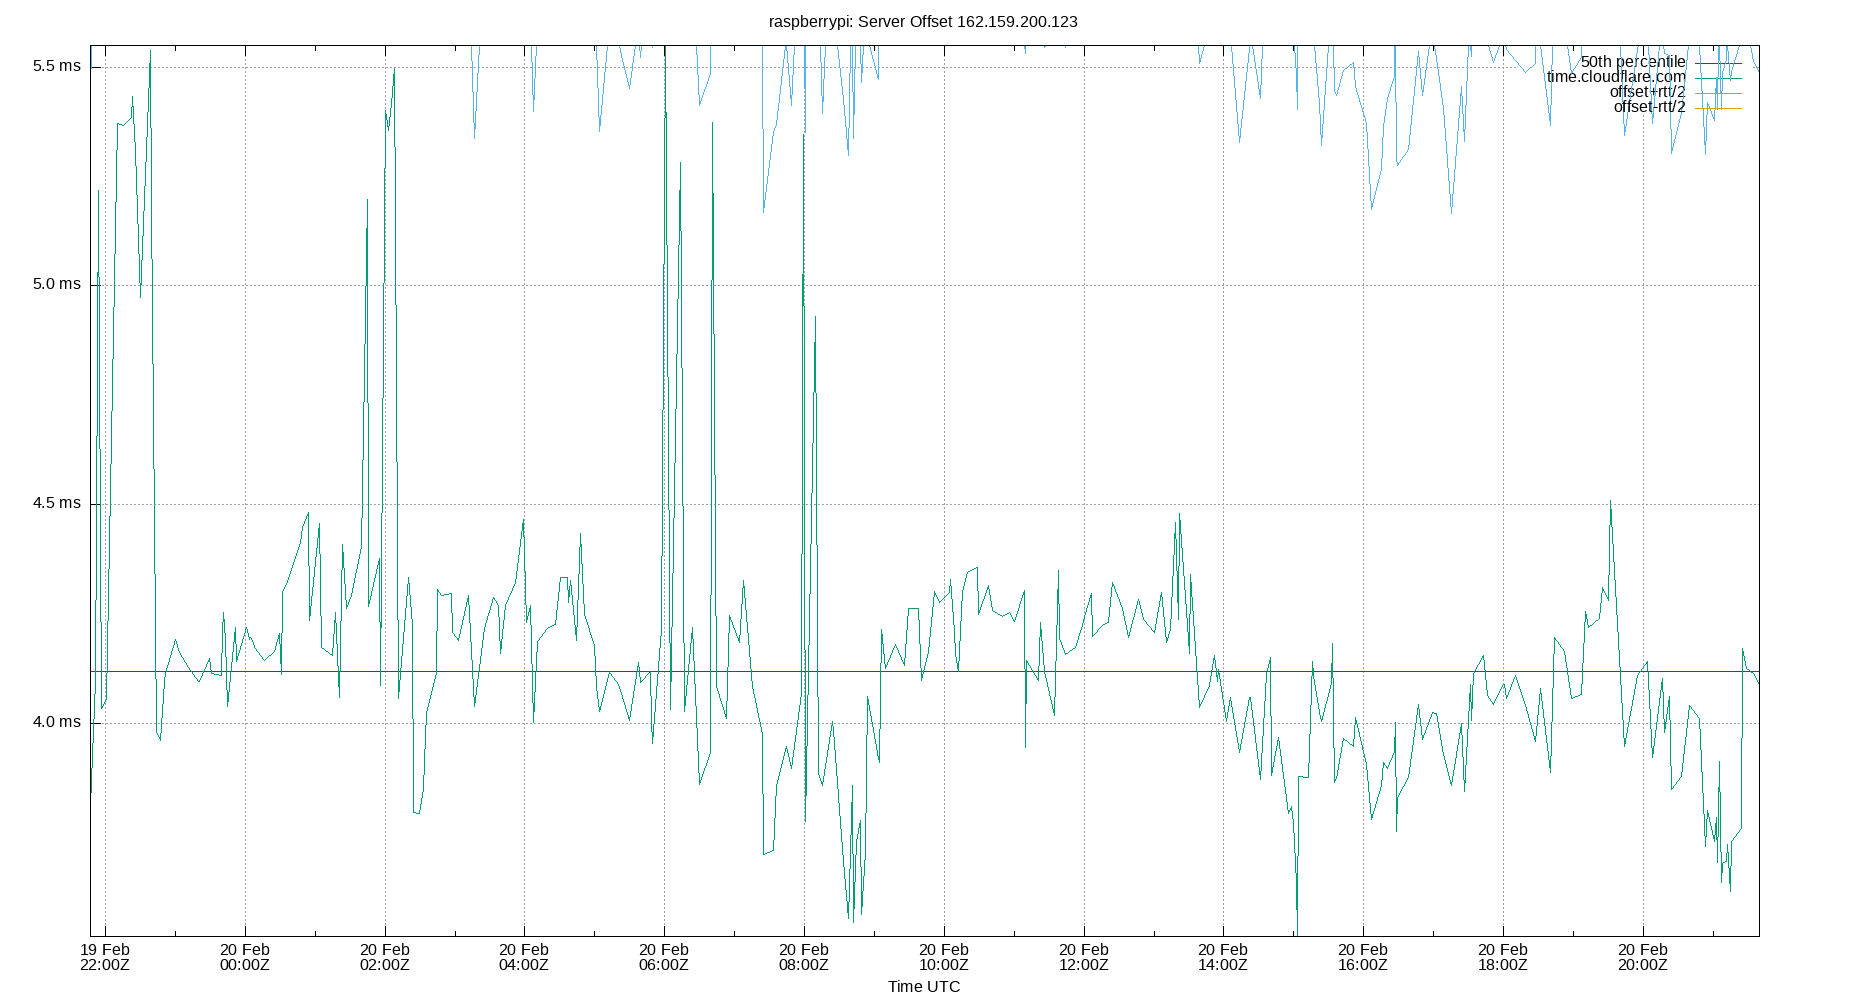 raspberrypi: Server Offset 162.159.200.123
5.5 ms
5.0 ms
4.5 ms
4.0 ms
50th percentile
time.cloudflare.com
offset+rtt/2
offset-rtt/2
19 Feb 20 Feb 20 Feb 20 Feb 20 Feb 20 Feb 20 Feb 20 Feb 20 Feb 20 Feb 20 Feb 20 Feb
22:00Z 00:00Z 02:00Z 04:00Z 06:00Z 08:00Z 10:00Z 12:00Z 14:00Z 16:00Z 18:00Z 20:00Z
Time UTC